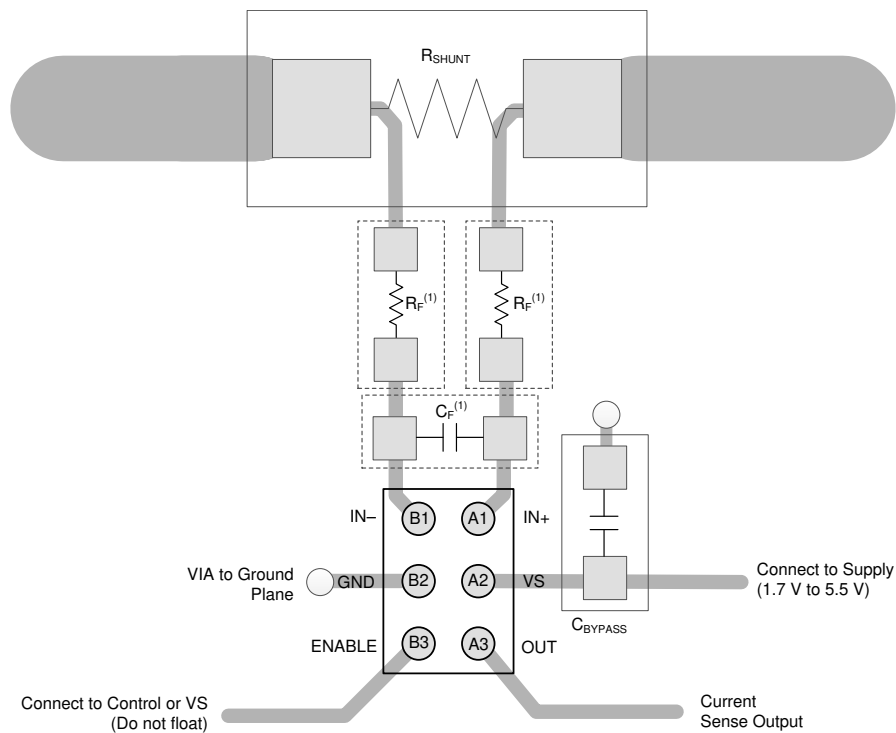 RSHUNT
RF(1)
RF(1)
CF(1)
IN–
B1
A1
IN+
VIA to Ground
Plane
GND
B2
A2
VS
Connect to Supply
(1.7 V to 5.5 V)
CBYPASS
ENABLE
B3
A3
OUT
Connect to Control or VS
(Do not float)
Current
Sense Output